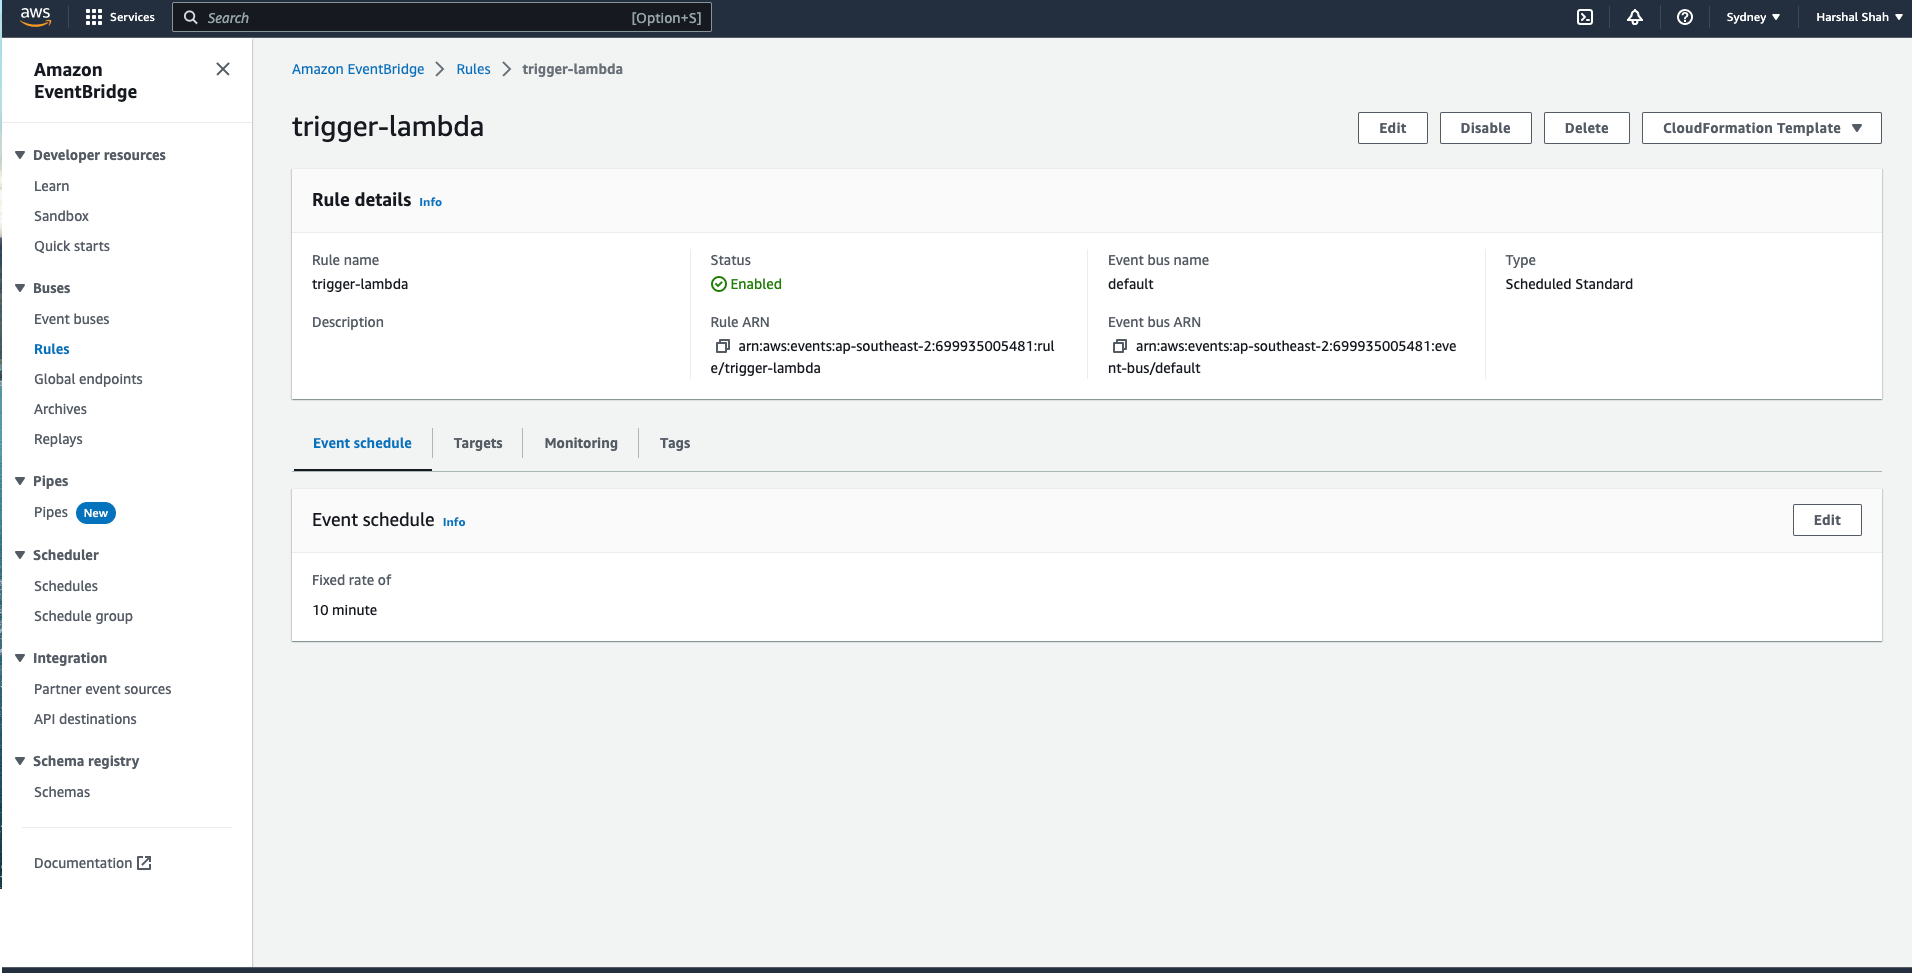 aws
Services
Search
[Option+S]
Sydney
Harshal Shah
Amazon
EventBridge
Developer resources
Learn
Sandbox
Quick starts
Buses
Event buses
Rules
Global endpoints
Archives
Replays
Pipes
Pipes New
Scheduler
Schedules
Schedule group
Integration
Partner event sources
API destinations
Schema registry
Schemas
Documentation
Amazon EventBridge
Rules
trigger-lambda
trigger-lambda
Edit
Disable
Delete
CloudFormation Template
Rule details Info
Rule name
trigger-lambda
Description
Status
Enabled
Rule ARN
arn:aws:events:ap-southeast-2:699935005481:rul
e/trigger-lambda
Event bus name
default
Event bus ARN
arn:aws:events:ap-southeast-2:699935005481:eve
nt-bus/default
Type
Scheduled Standard
Event schedule
Targets
Monitoring
Tags
Event schedule Info
Edit
Fixed rate of
10 minute